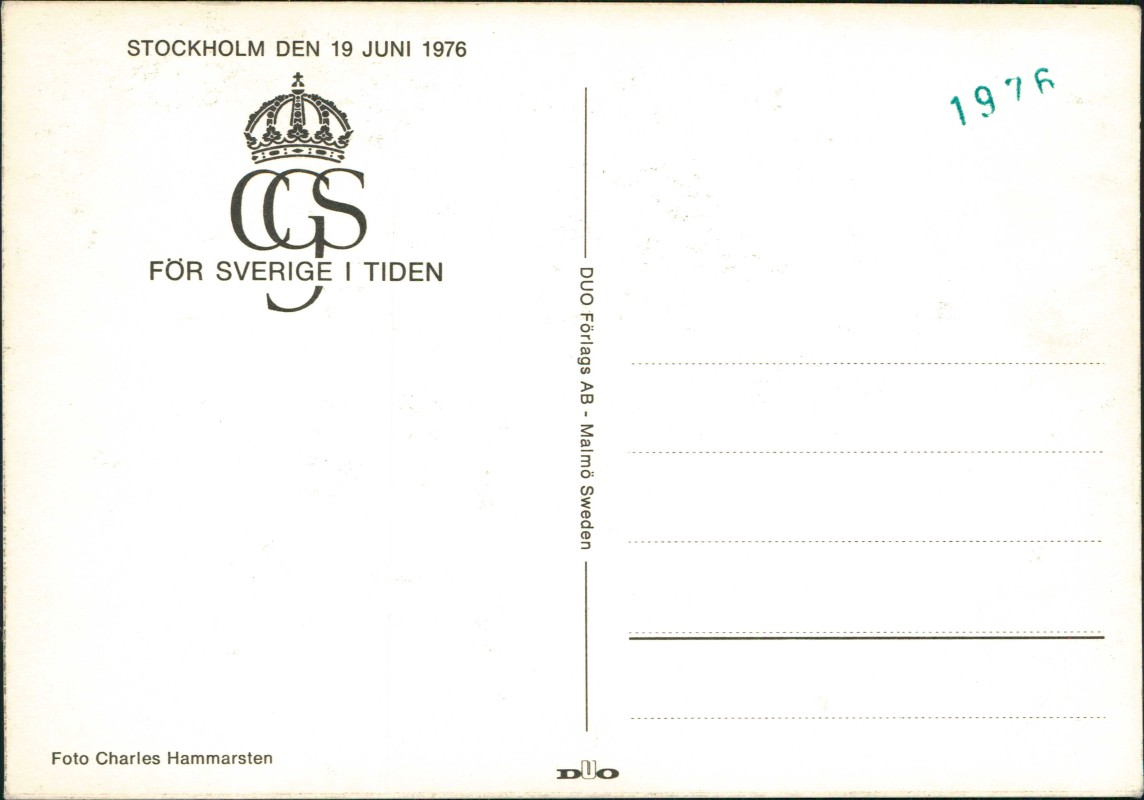 STOCKHOLM DEN 19 JUNI 1976
CGS
FÖR SVERIGE I TIDEN
1976
DUO Förlags AB - Malmö Sweden
Foto Charles Hammarsten
DUO